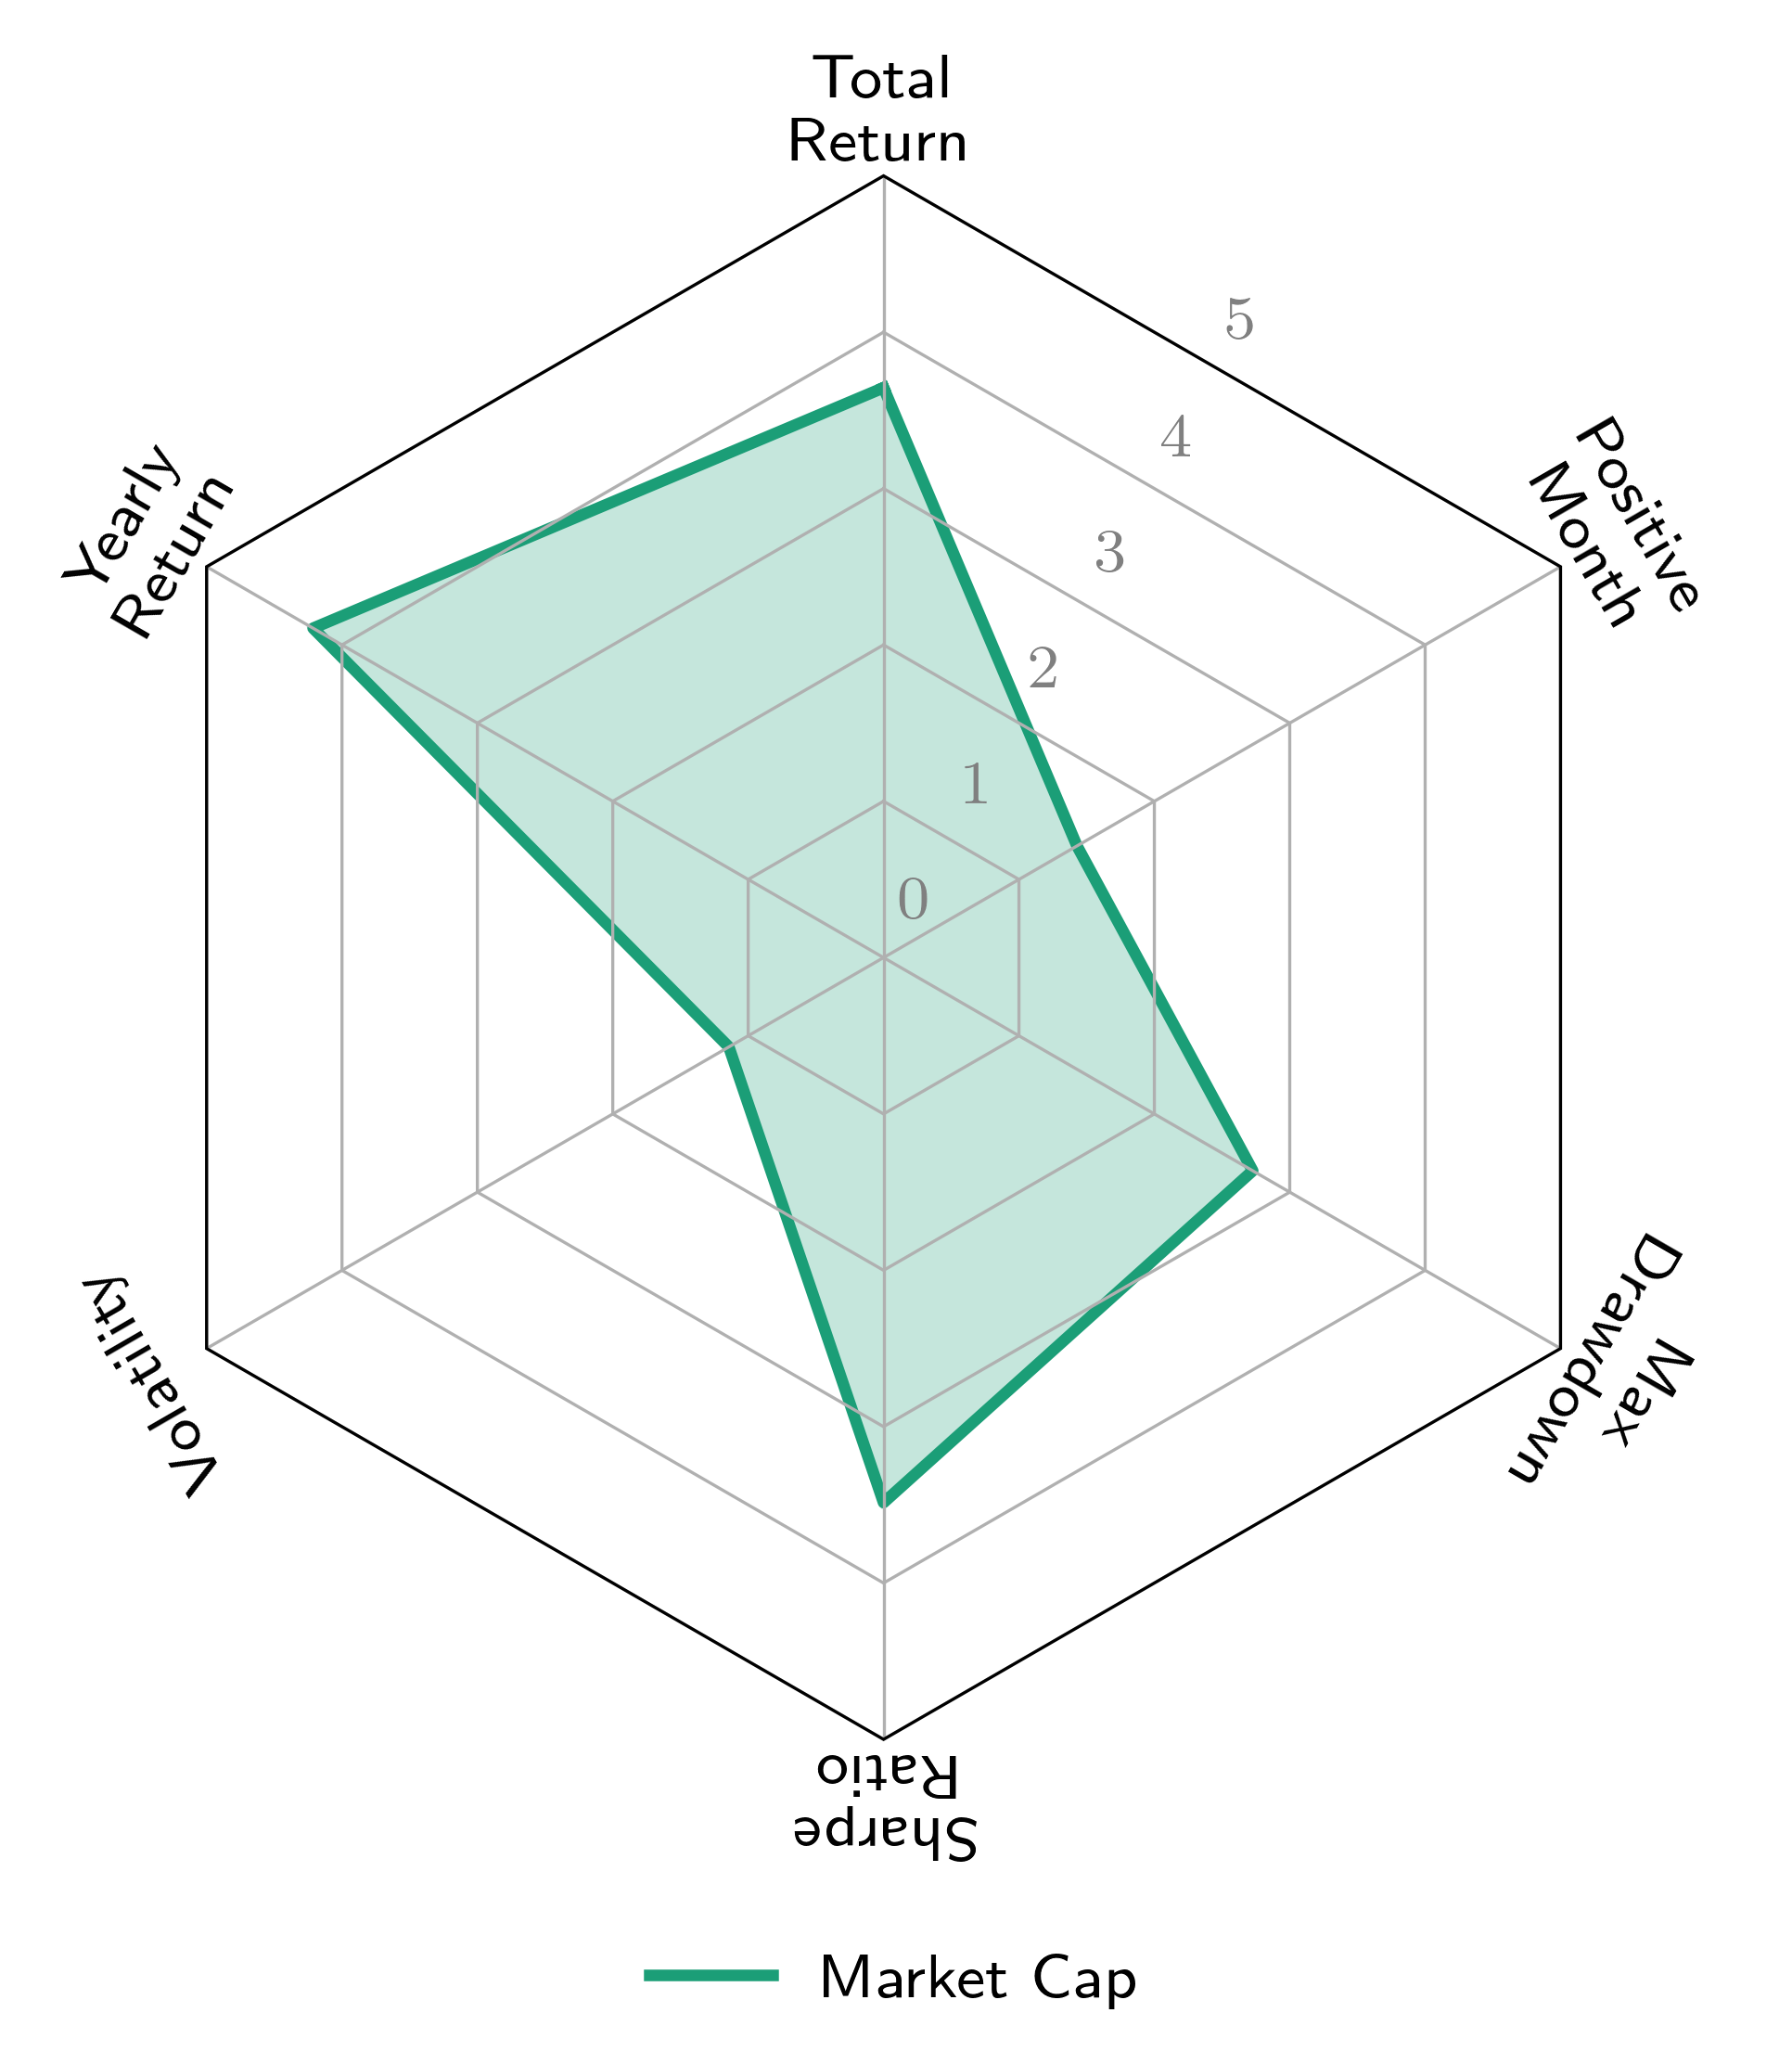 Total
Return
5
4
3
2
1
0
Positive
Month
Yearly
Return
Max
Drawdown
Volatility
Sharpe
Ratio
Market Cap